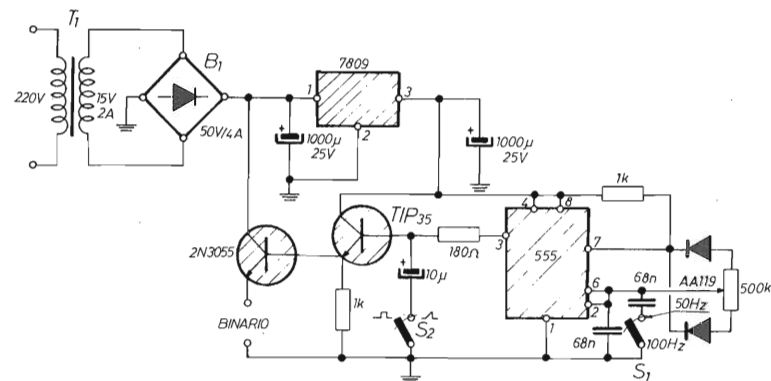 T1
220V
15V
2A
B1
50V/4A
7809
1
3
2
+
1000µ
25V
+
1000µ
25V
2N3055
TIP35
180Ω
+
10µ
1k
BINARIO
S2
4
8
3
555
7
6
2
1
1k
68n
68n
AA119
50Hz
100Hz
500k
S1